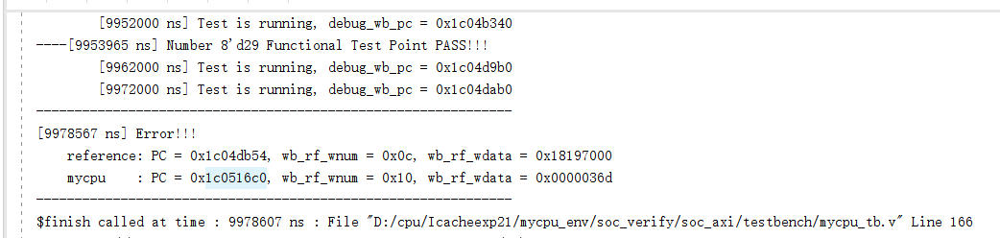 [9952000 ns] Test is running, debug_wb_pc = 0x1c04b340
----[9953965 ns] Number 8'd29 Functional Test Point PASS!!!
[9962000 ns] Test is running, debug_wb_pc = 0x1c04d9b0
[9972000 ns] Test is running, debug_wb_pc = 0x1c04dab0
--------------------------------------------------------------
[9978567 ns] Error!!!
reference: PC = 0x1c04db54, wb_rf_wnum = 0x0c, wb_rf_wdata = 0x18197000
mycpu    : PC = 0x1c0516c0, wb_rf_wnum = 0x10, wb_rf_wdata = 0x0000036d
--------------------------------------------------------------
$finish called at time : 9978607 ns : File "D:/cpu/Icacheexp21/mycpu_env/soc_verify/soc_axi/testbench/mycpu_tb.v" Line 166